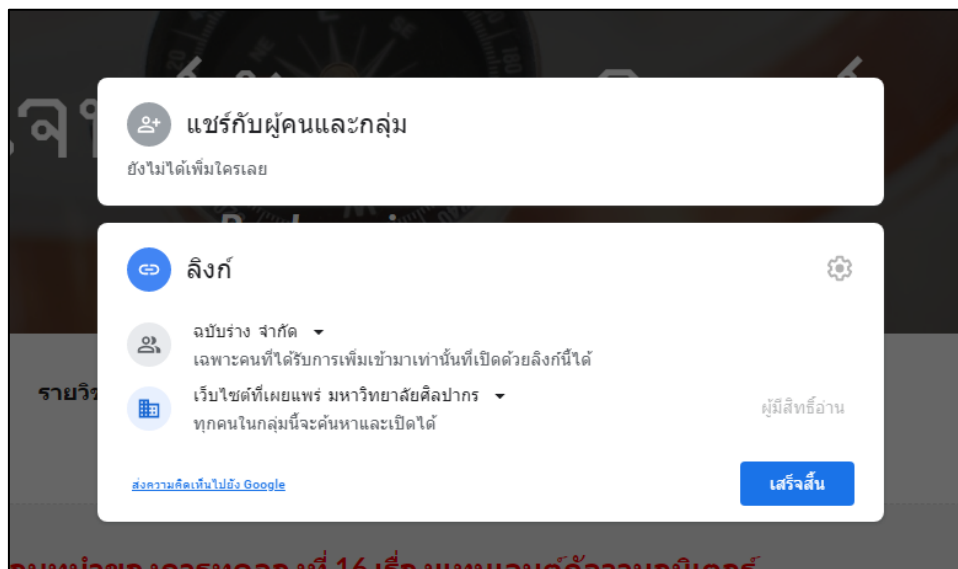 แชร์กับผู้คนและกลุ่ม
ยังไม่ได้เพิ่มใครเลย
ลิงก์
ฉบับร่าง จำกัด
เฉพาะคนที่ได้รับการเพิ่มเข้ามาเท่านั้นที่เปิดด้วยลิงก์นี้ได้
รายวิช
เว็บไซต์ที่เผยแพร่ มหาวิทยาลัยศิลปากร
ผู้มีสิทธิ์อ่าน
ทุกคนในกลุ่มนี้จะค้นหาและเปิดได้
ส่งความคิดเห็นไปยัง Google
เสร็จสิ้น